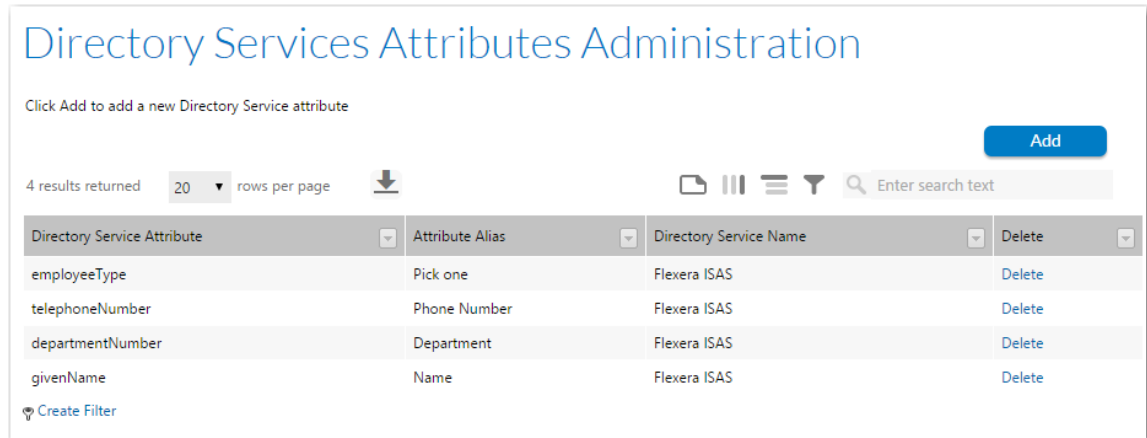 Directory Services Attributes Administration
Click Add to add a new Directory Service attribute
Add
4 results returned 20 rows per page Enter search text
Directory Service Attribute Attribute Alias Directory Service Name Delete
employeeType Pick one Flexera ISAS Delete
telephoneNumber Phone Number Flexera ISAS Delete
departmentNumber Department Flexera ISAS Delete
givenName Name Flexera ISAS Delete
Create Filter